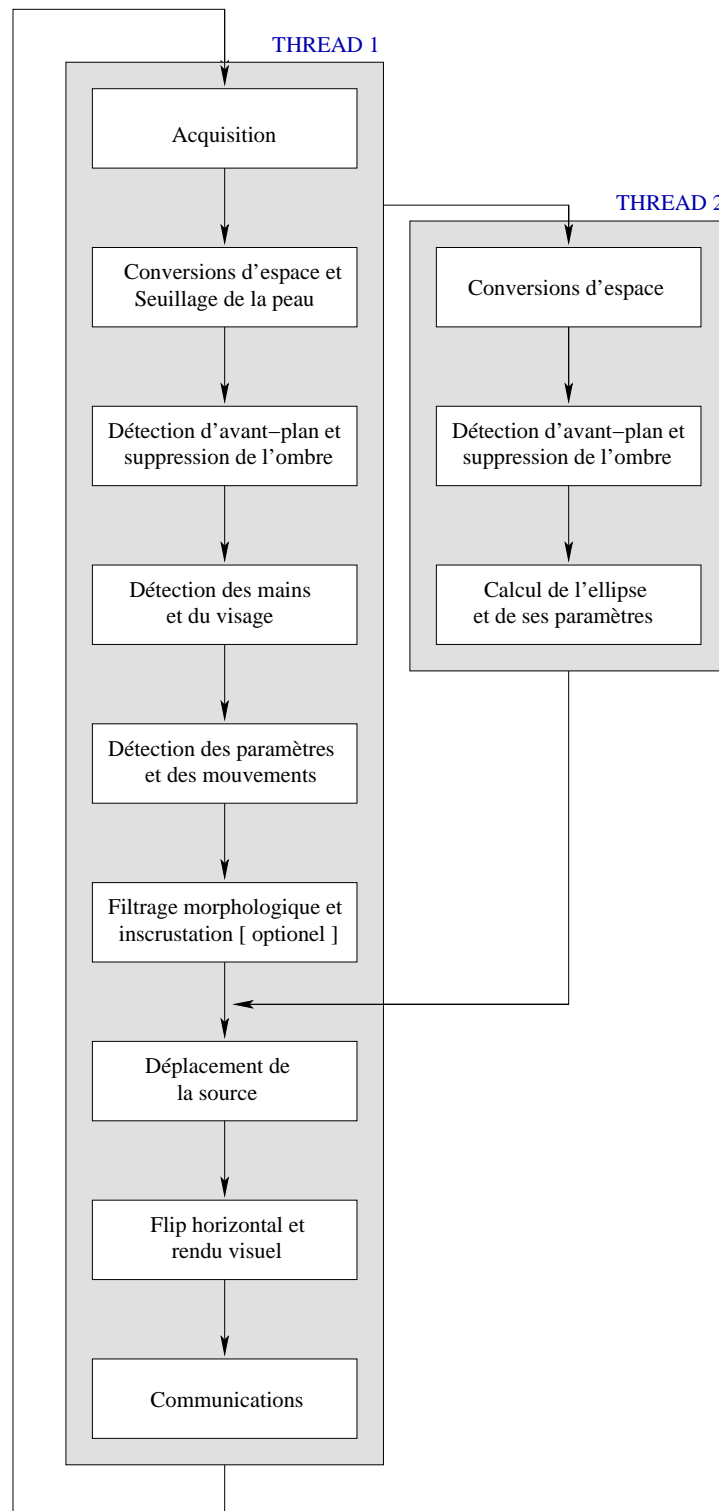 THREAD 1
Acquisition
Conversions d'espace et
Seuillage de la peau
Détection d'avant−plan et
suppression de l'ombre
Détection des mains
et du visage
Détection des paramètres
et des mouvements
Filtrage morphologique et
inscrustation [ optionel ]
Déplacement de
la source
Flip horizontal et
rendu visuel
Communications
THREAD 2
Conversions d'espace
Détection d'avant−plan et
suppression de l'ombre
Calcul de l'ellipse
et de ses paramètres